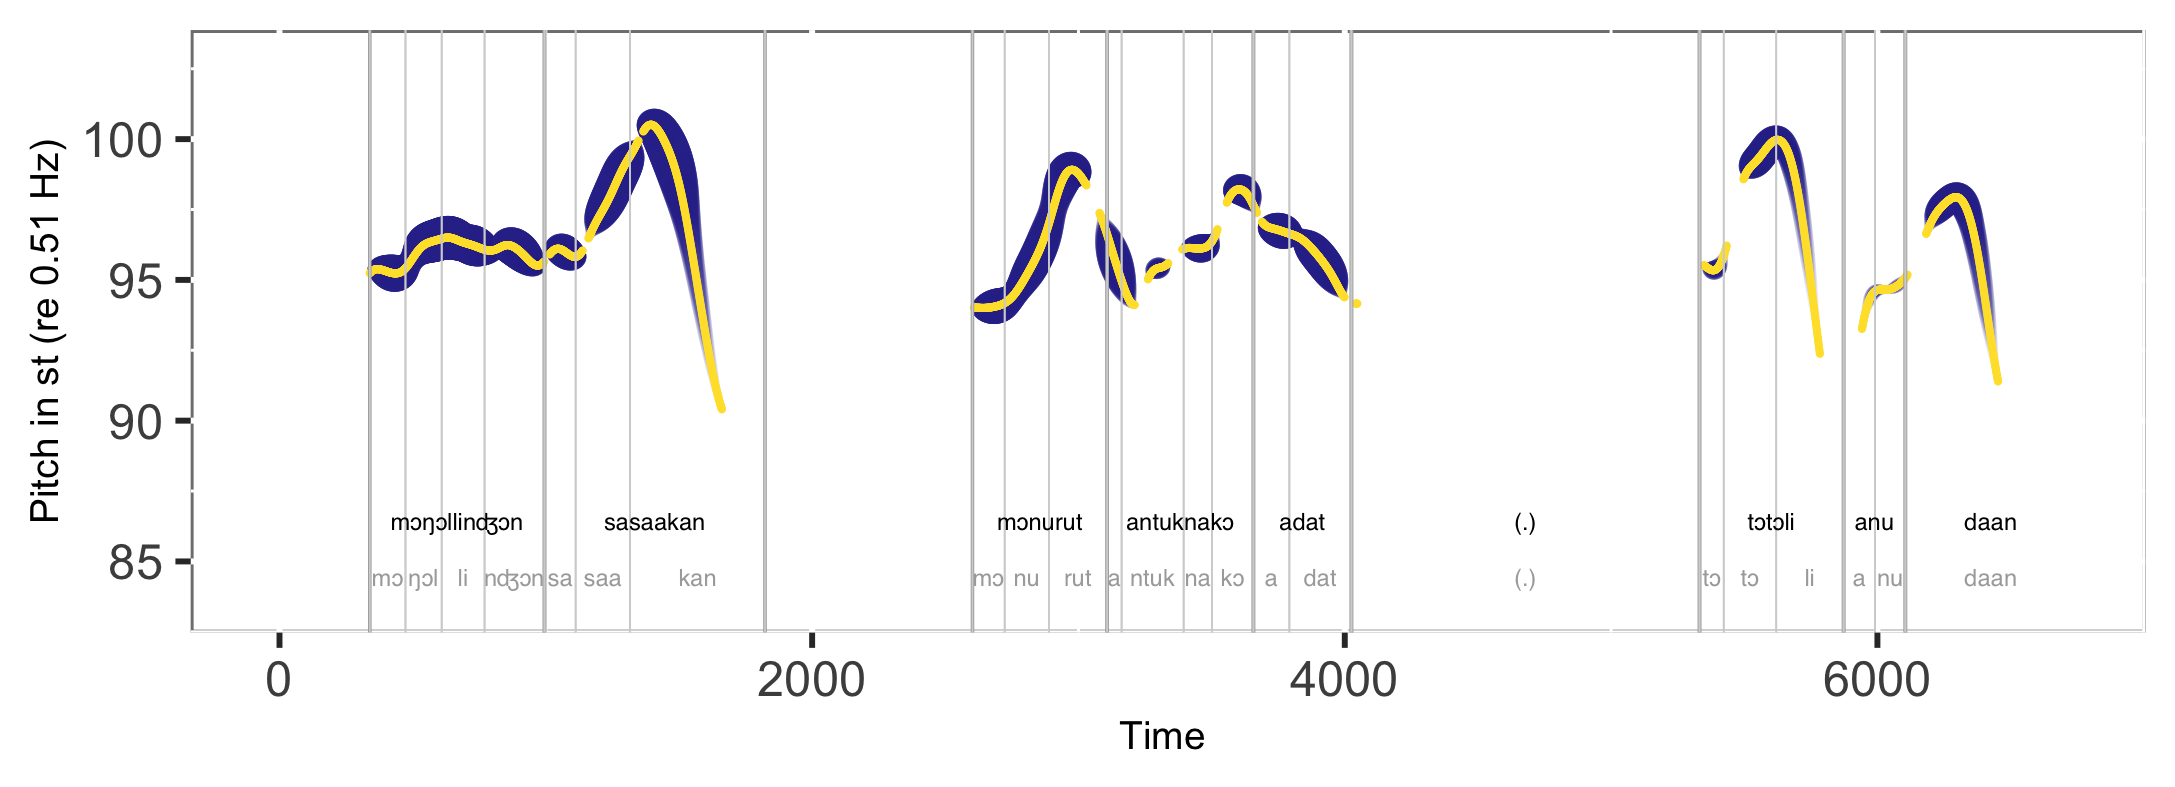 Pitch in st (re 0.51 Hz)
100
95
90
85
mɔŋɔllindʒɔn sasaakan mɔnurut antuknakɔ adat (.) tɔtɔli anu daan
mɔ ŋɔl li ndʒɔn sa saa kan mɔ nu rut a ntuk na kɔ a dat (.) tɔ tɔ li a nu daan
0 2000 4000 6000
Time